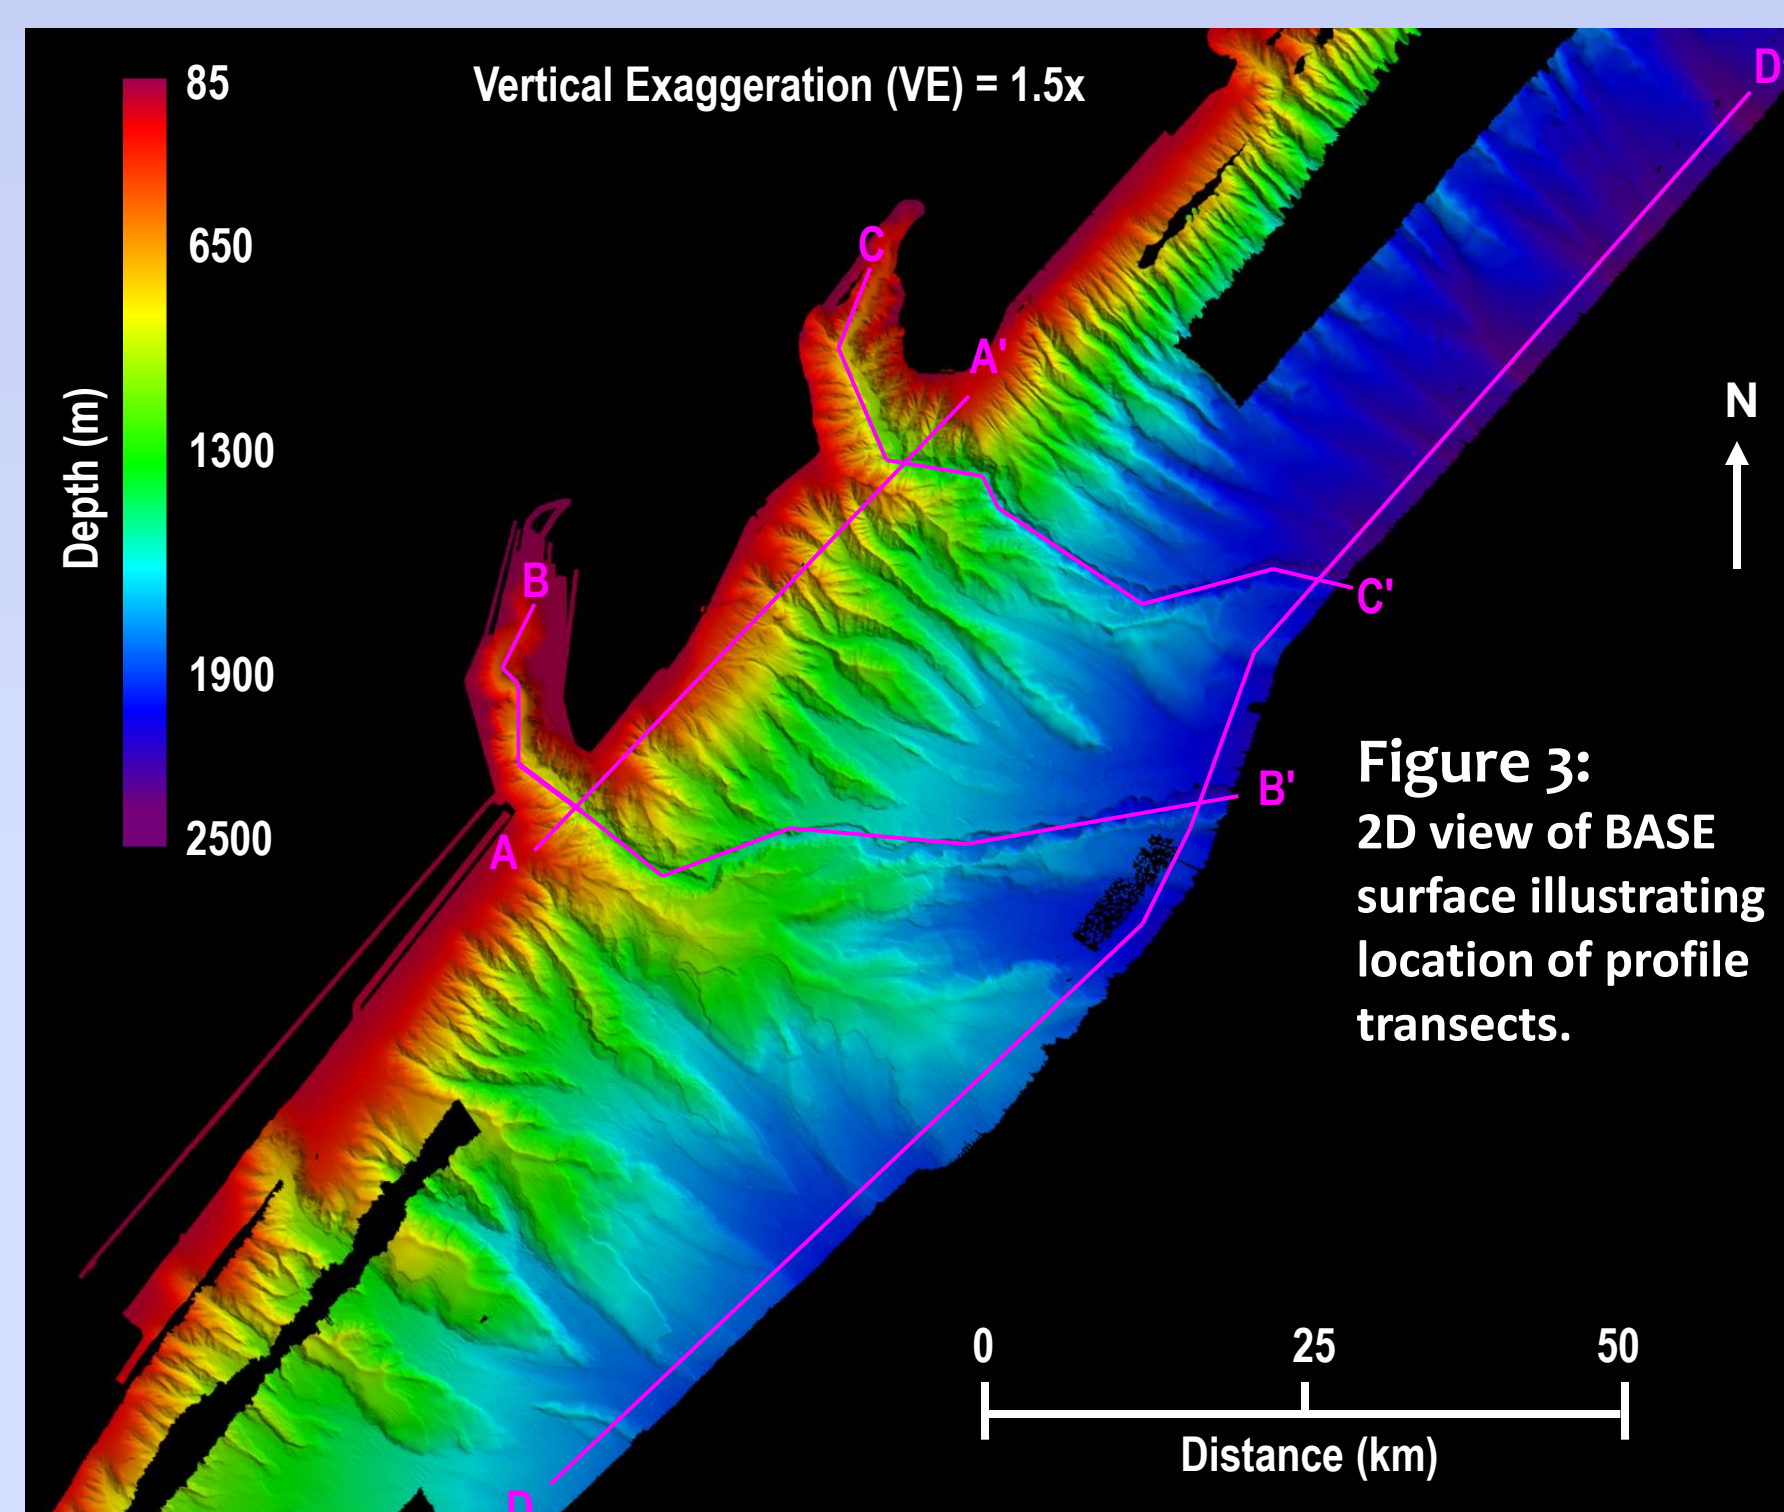 Vertical Exaggeration (VE) = 1.5x
85
650
1300
1900
2500
Depth (m)
D
C
A'
N
B
C'
B'
A
Figure 3:
2D view of BASE
surface illustrating
location of profile
transects.
0 25 50
Distance (km)
D